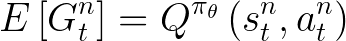 E [G_t^n] = Q^{π_θ} (s_t^n, a_t^n)